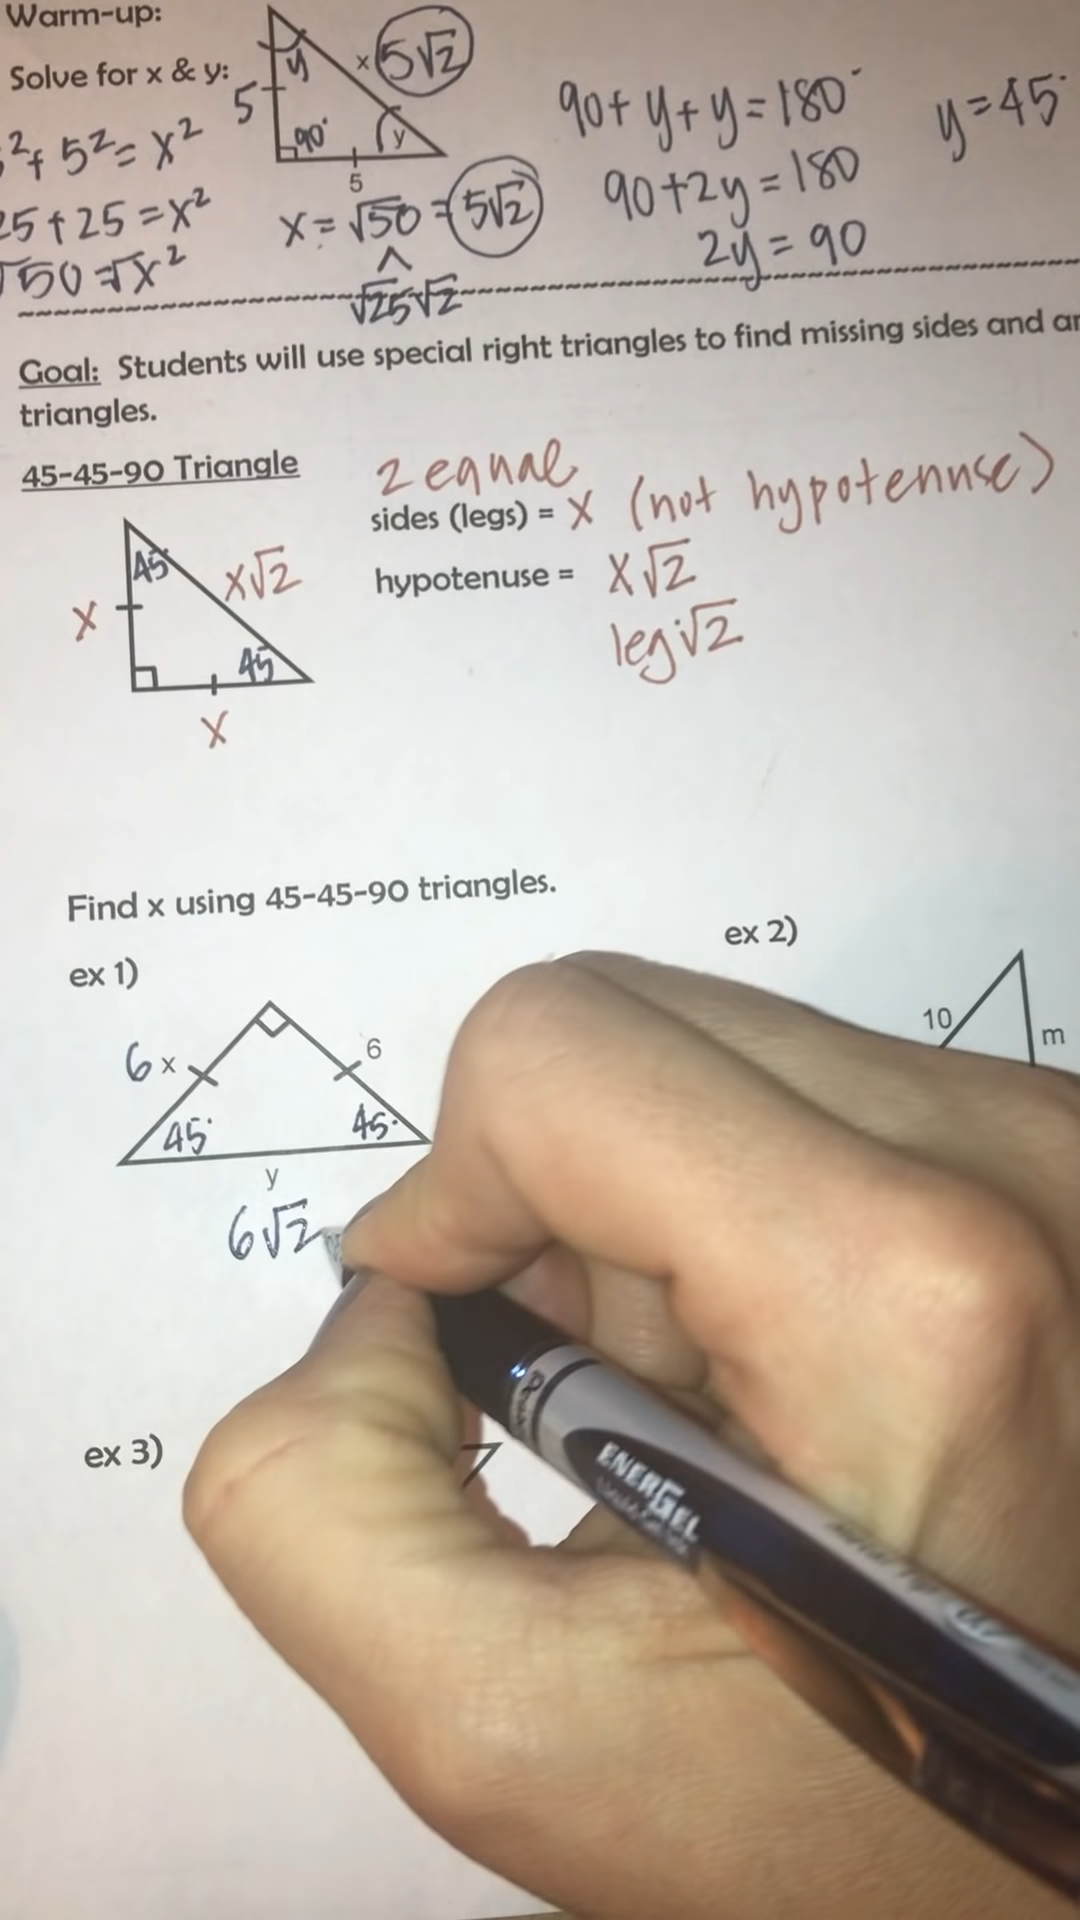 Warm-up:
Solve for x & y:
y
x 5√2
5
90°
y
5
²+ 5² = x²
25 + 25 = x²
√50 = √x²
x = √50 = 5√2
√25 √2
90 + y + y = 180°
90 + 2y = 180
2y = 90
y = 45°
Goal: Students will use special right triangles to find missing sides and
triangles.
45-45-90 Triangle
2 equal
sides (legs) = x (not hypotenuse)
hypotenuse = x√2
leg√2
45
x
x√2
45
x
Find x using 45-45-90 triangles.
ex 1)
6 x
6
45°
45°
y
6√2
ex 2)
10
m
ex 3)
ENERGEL